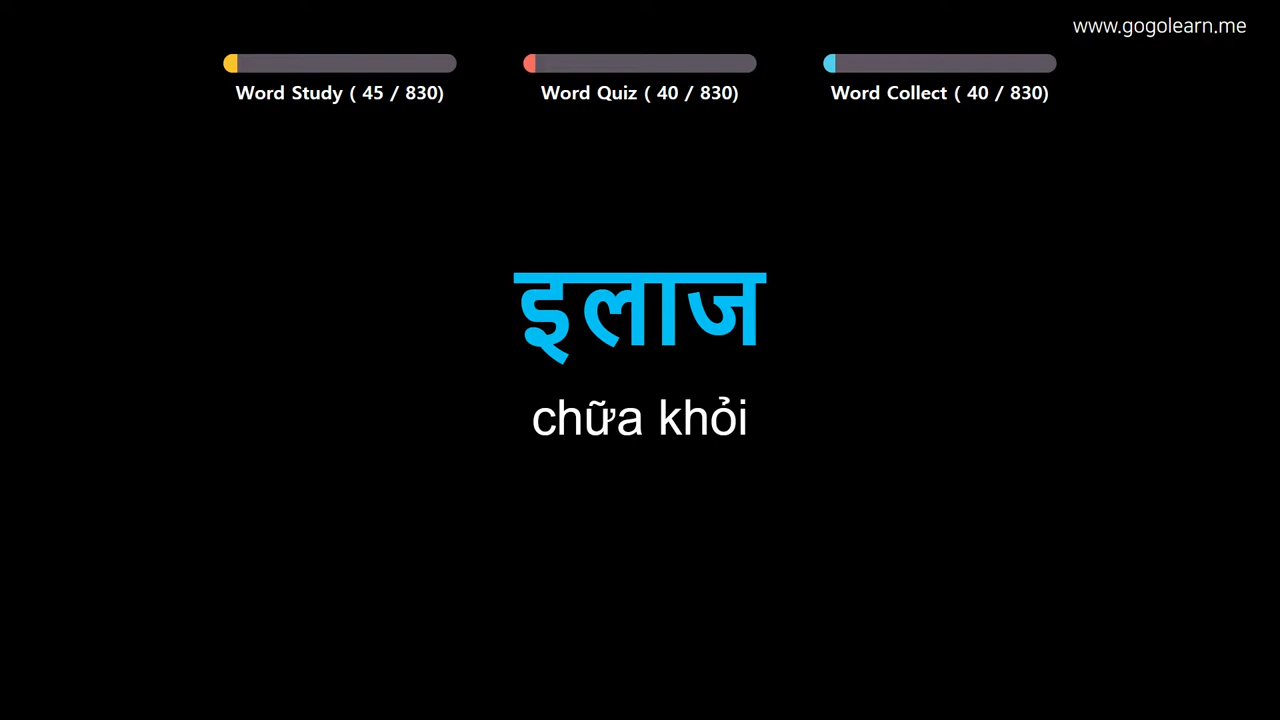 www.gogolearn.me
Word Study ( 45 / 830)
Word Quiz ( 40 / 830)
Word Collect ( 40 / 830)
इलाज
chữa khỏi